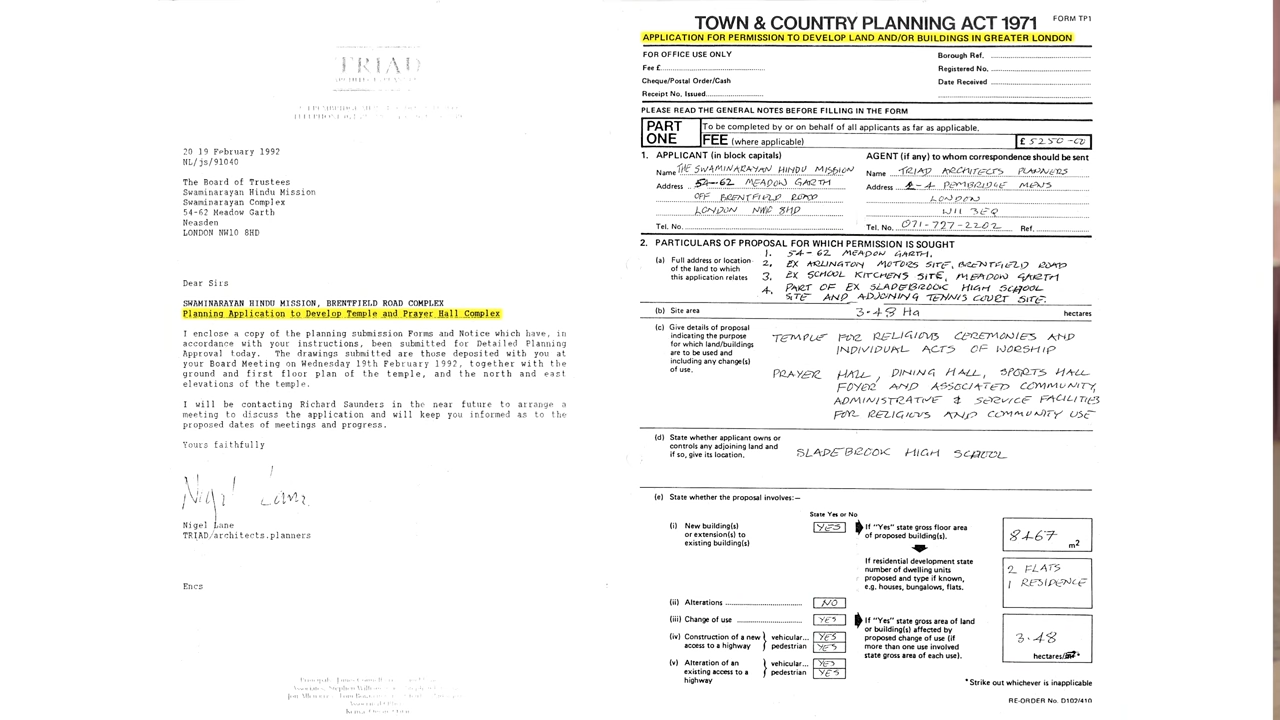 TRIAD
20 19 February 1992
NL/js/91040
The Board of Trustees
Swaminarayan Hindu Mission
Swaminarayan Complex
54-62 Meadow Garth
Neasden
LONDON NW10 8HD
Dear Sirs
SWAMINARAYAN HINDU MISSION, BRENTFIELD ROAD COMPLEX
Planning Application to Develop Temple and Prayer Hall Complex
I enclose a copy of the planning submission Forms and Notice which have, in
accordance with your instructions, been submitted for Detailed Planning
Approval today. The drawings submitted are those deposited with you at
your Board Meeting on Wednesday 19th February 1992, together with the
ground and first floor plan of the temple, and the north and east
elevations of the temple.
I will be contacting Richard Saunders in the near future to arrange a
meeting to discuss the application and will keep you informed as to the
proposed dates of meetings and progress.
Yours faithfully
Nigel Lane
Nigel Lane
TRIAD/architects.planners
Encs
TOWN & COUNTRY PLANNING ACT 1971 FORM TP1
APPLICATION FOR PERMISSION TO DEVELOP LAND AND/OR BUILDINGS IN GREATER LONDON
FOR OFFICE USE ONLY
Fee £
Cheque/Postal Order/Cash
Receipt No. Issued
Borough Ref.
Registered No.
Date Received
PLEASE READ THE GENERAL NOTES BEFORE FILLING IN THE FORM
PART ONE
To be completed by or on behalf of all applicants as far as applicable.
FEE (where applicable) £ 5250-00
1. APPLICANT (in block capitals)
Name THE SWAMINARAYAN HINDU MISSION
Address 54-62 MEADOW GARTH
OFF BRENTFIELD ROAD
LONDON NW10 8HD
Tel. No.
AGENT (if any) to whom correspondence should be sent
Name TRIAD ARCHITECTS PLANNERS
Address 2-4 PEMBRIDGE MEWS
LONDON
W11 3EQ
Tel. No. 071-727-2202 Ref.
2. PARTICULARS OF PROPOSAL FOR WHICH PERMISSION IS SOUGHT
(a) Full address or location
of the land to which
this application relates
1. 54-62 MEADOW GARTH.
2. EX ARLINGTON MOTORS SITE, BRENTFIELD ROAD
3. EX SCHOOL KITCHENS SITE, MEADOW GARTH
4. PART OF EX SLADEBROOK HIGH SCHOOL
SITE AND ADJOINING TENNIS COURT SITE.
(b) Site area 3.48 Ha hectares
(c) Give details of proposal
indicating the purpose
for which land/buildings
are to be used and
including any change(s)
of use.
TEMPLE FOR RELIGIOUS CEREMONIES AND
INDIVIDUAL ACTS OF WORSHIP
PRAYER HALL, DINING HALL, SPORTS HALL
FOYER AND ASSOCIATED COMMUNITY,
ADMINISTRATIVE & SERVICE FACILITIES
FOR RELIGIOUS AND COMMUNITY USE
(d) State whether applicant owns or
controls any adjoining land and
if so, give its location.
SLADEBROOK HIGH SCHOOL
(e) State whether the proposal involves:—
State Yes or No
(i) New building(s)
or extension(s) to
existing building(s)
YES
If "Yes" state gross floor area
of proposed building(s).
8467 m2
If residential development state
number of dwelling units
proposed and type if known,
e.g. houses, bungalows, flats.
2 FLATS
1 RESIDENCE
(ii) Alterations NO
(iii) Change of use YES
If "Yes" state gross area of land
or building(s) affected by
proposed change of use (if
more than one use involved
state gross area of each use).
3.48
hectares/m2*
(iv) Construction of a new
access to a highway
vehicular... YES
pedestrian YES
(v) Alteration of an
existing access to a
highway
vehicular... YES
pedestrian YES
*Strike out whichever is inapplicable
RE-ORDER No. D102/410